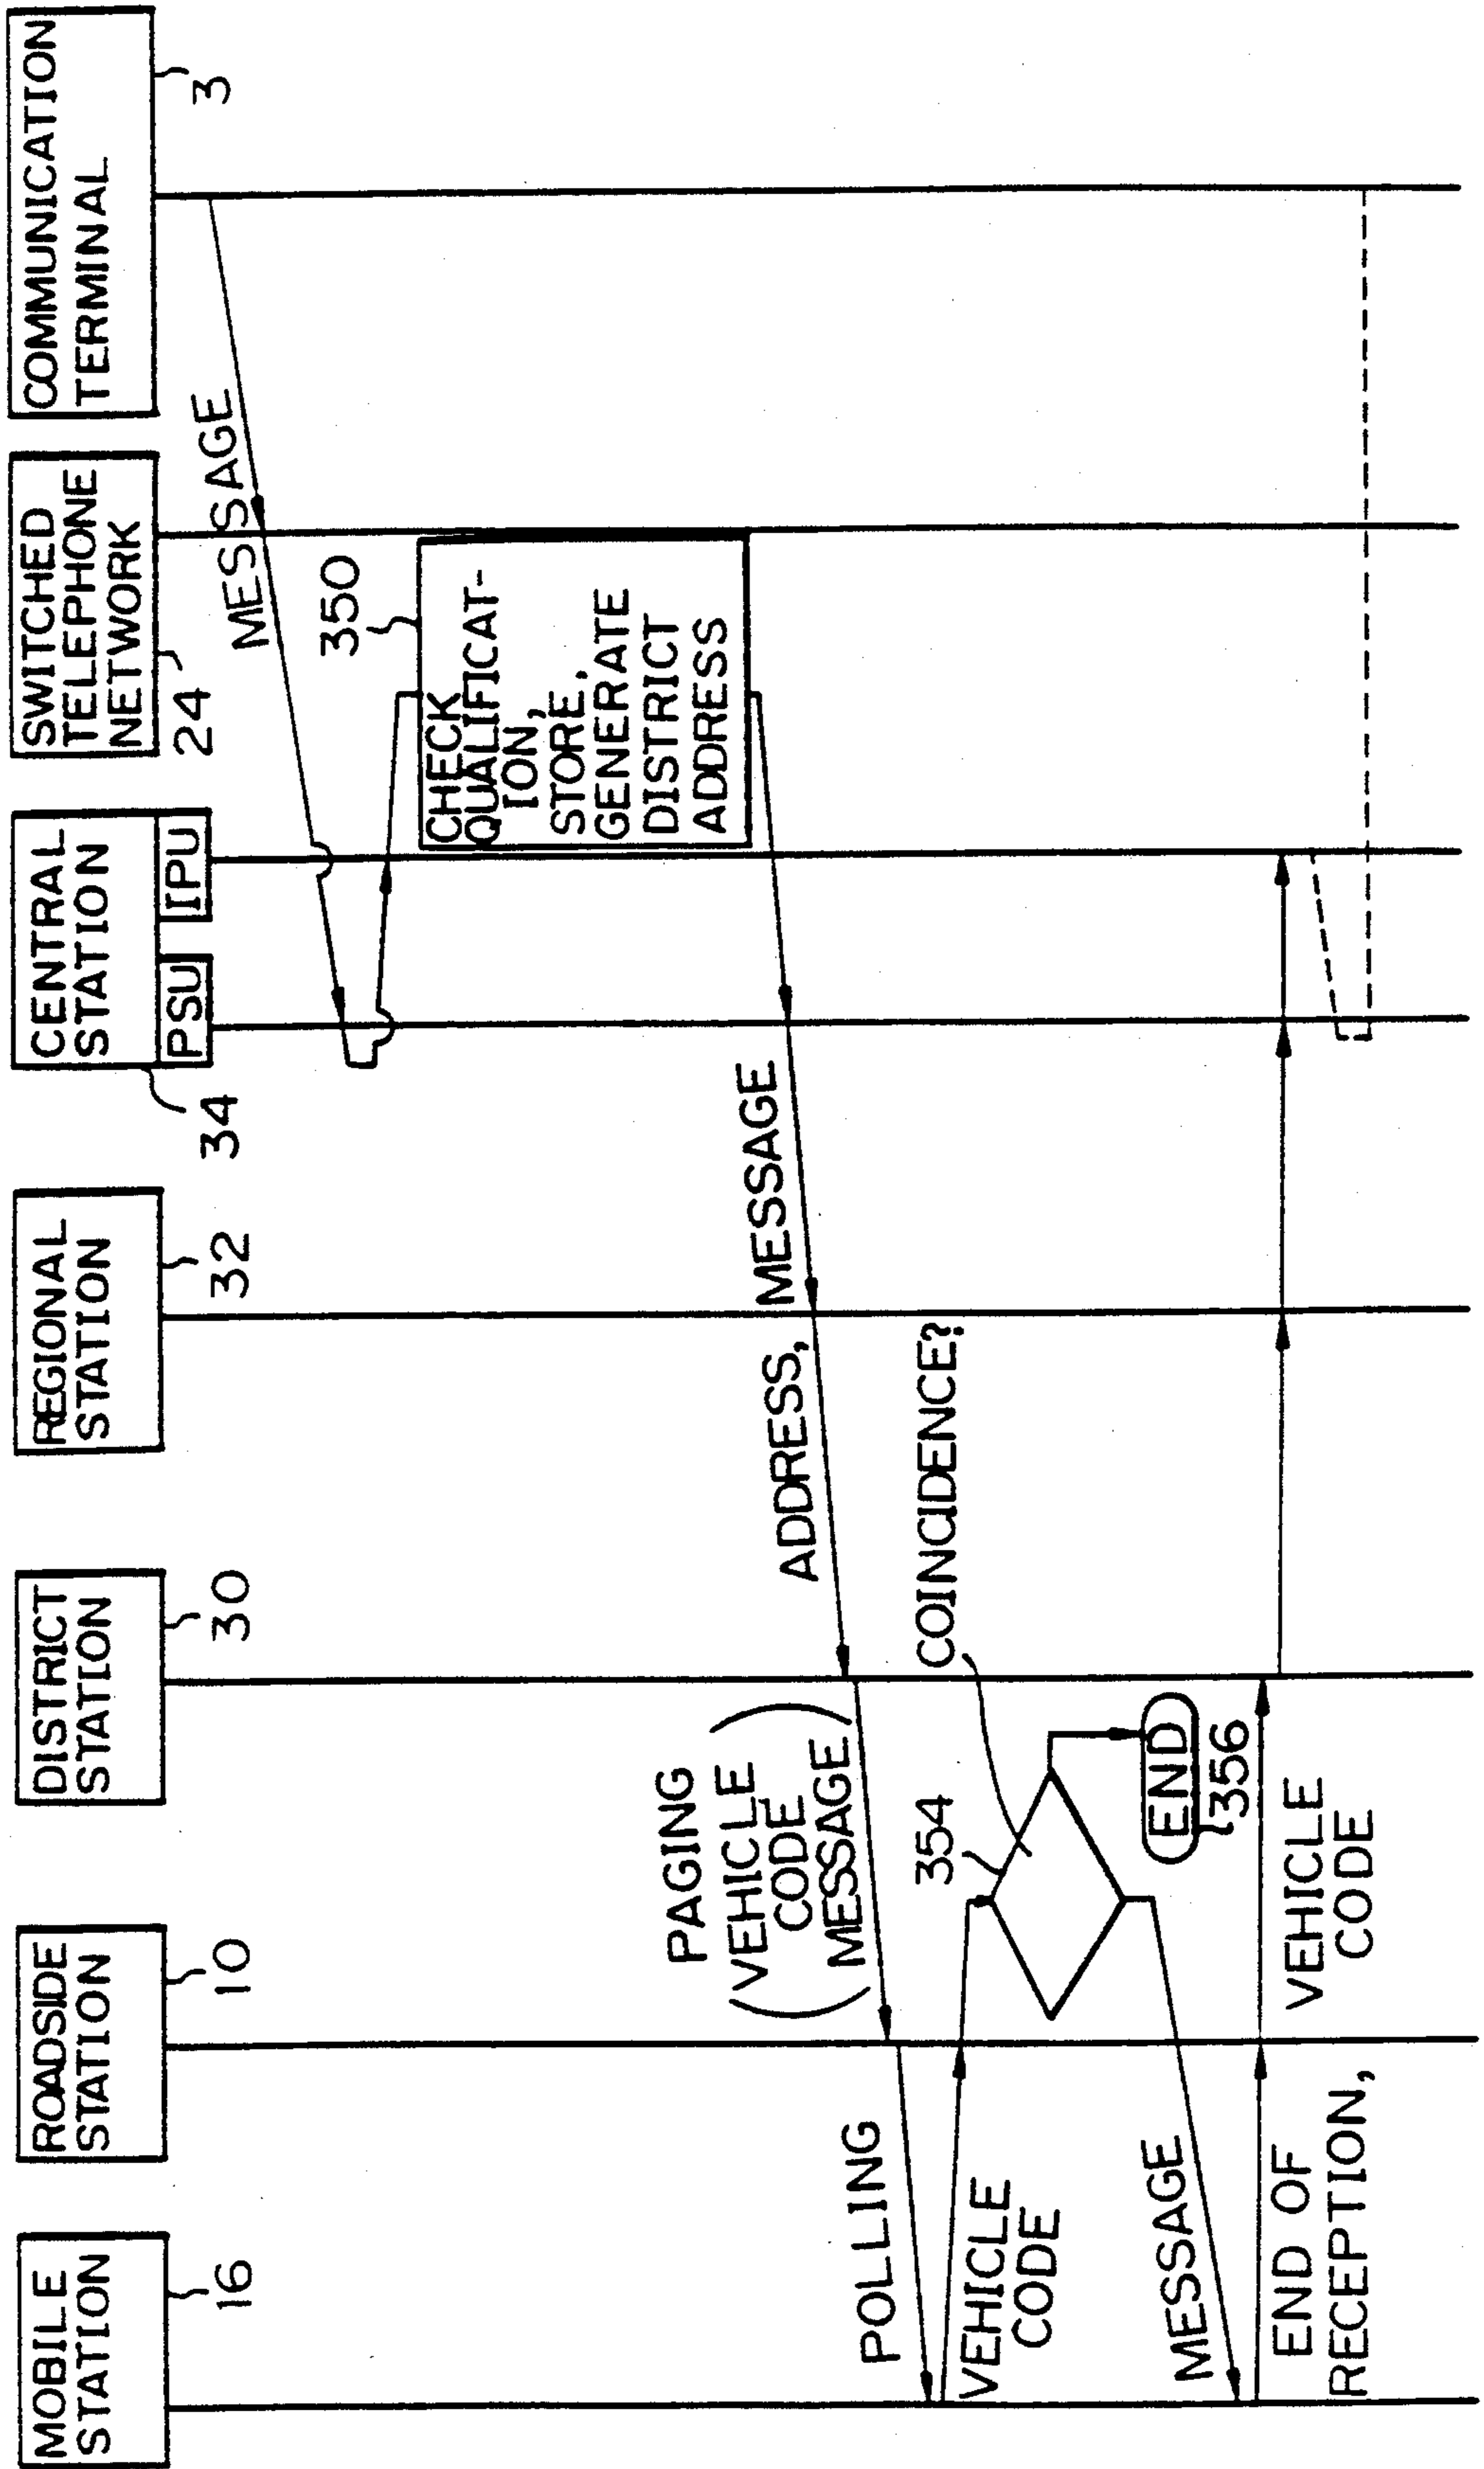 MOBILE
STATION
16
ROADSIDE
STATION
10
DISTRICT
STATION
30
REGIONAL
STATION
32
CENTRAL
STATION
PSU
IPU
34
SWITCHED
TELEPHONE
NETWORK
24
COMMUNICATION
TERMINAL
3
MESSAGE
350
CHECK
QUALIFICAT-
ION,
STORE,
GENERATE
DISTRICT
ADDRESS
ADDRESS, MESSAGE
PAGING
(VEHICLE
CODE
MESSAGE)
POLLING
VEHICLE
CODE
354
COINCIDENCE?
END
356
MESSAGE
END OF
RECEPTION,
VEHICLE
CODE